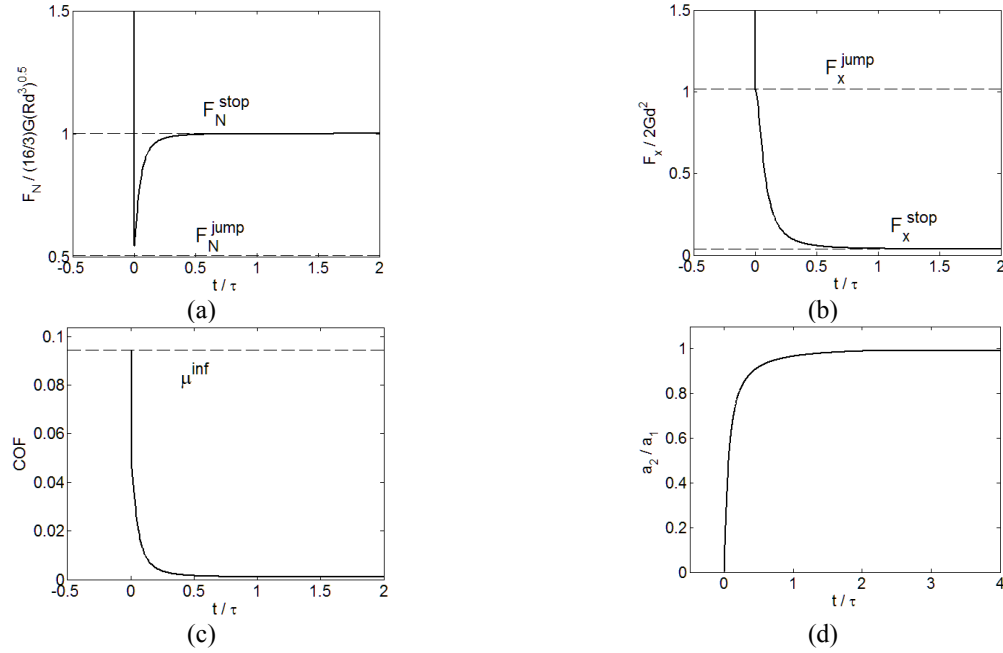 1.5
F_N / (16/3)G(Rd^3)^0.5
F_N^stop
1
F_N^jump
0.5
-0.5 0 0.5 1 1.5 2
t / τ
(a)
1.5
F_x / 2Gd^2
F_x^jump
1
0.5
F_x^stop
0
-0.5 0 0.5 1 1.5 2
t / τ
(b)
0.1
μ^inf
0.08
COF
0.06
0.04
0.02
0
-0.5 0 0.5 1 1.5 2
t / τ
(c)
1
0.8
a_2 / a_1
0.6
0.4
0.2
0
0 1 2 3 4
t / τ
(d)